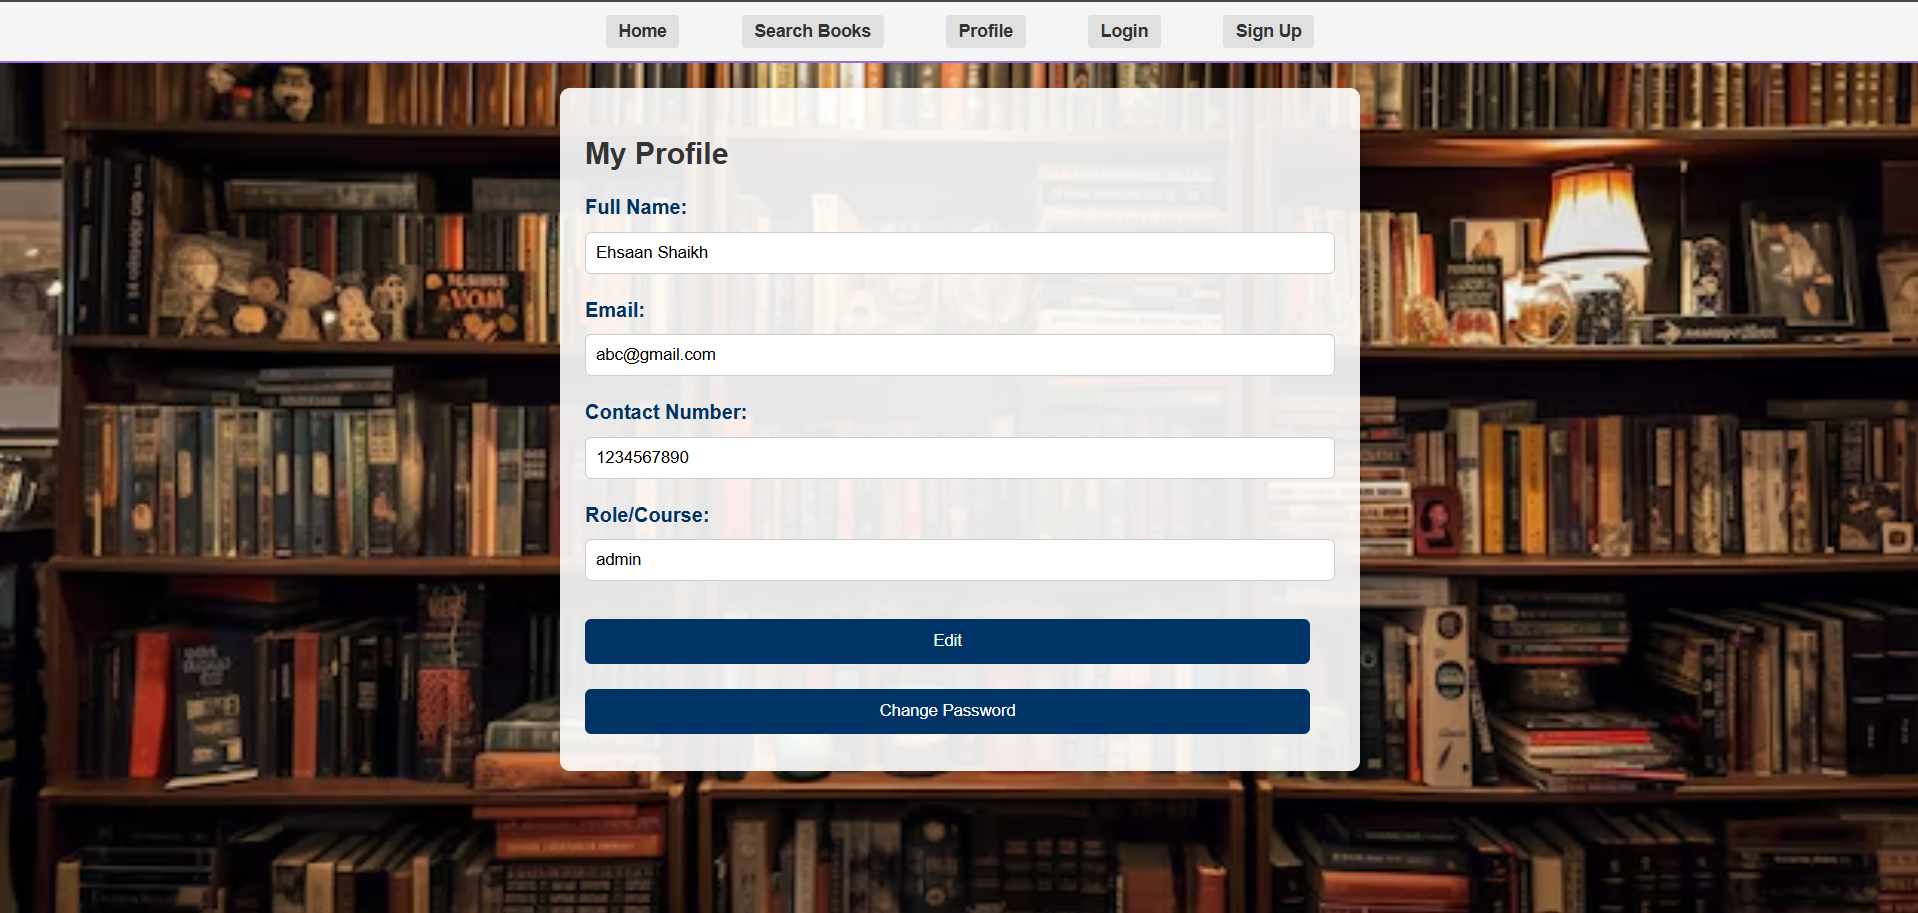 Home Search Books Profile Login Sign Up
My Profile
Full Name:
Ehsaan Shaikh
Email:
abc@gmail.com
Contact Number:
1234567890
Role/Course:
admin
Edit
Change Password